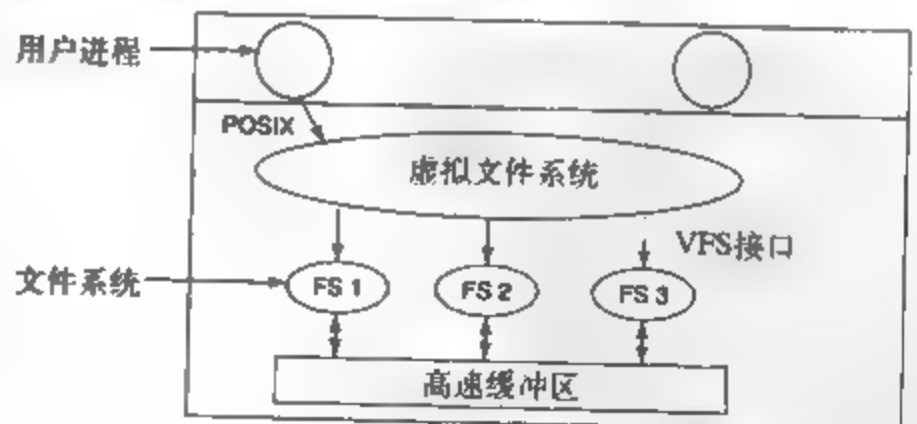 用户进程
POSIX
虚拟文件系统
VFS接口
文件系统
FS 1
FS 2
FS 3
高速缓冲区